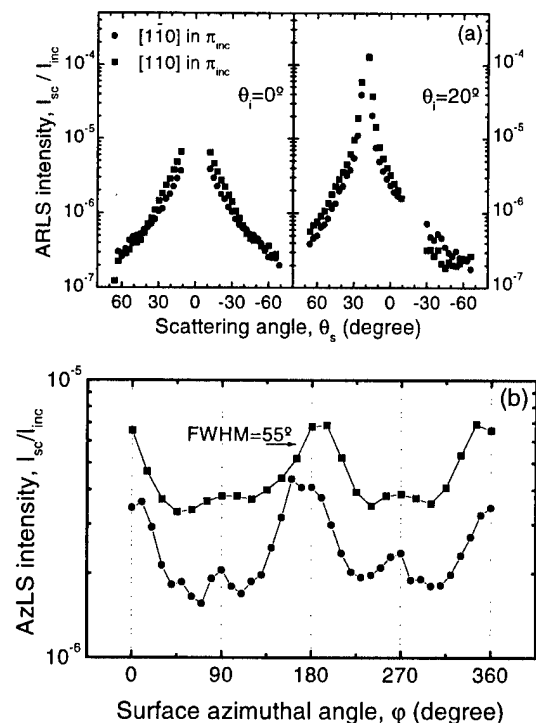 [11̄0] in π_inc (a)
[110] in π_inc
θ_i=0º θ_i=20º
ARLS intensity, I_sc / I_inc
10^-4 10^-4
10^-5 10^-5
10^-6 10^-6
10^-7 10^-7
60 30 0 -30 -60 60 30 0 -30 -60
Scattering angle, θ_s (degree)
10^-5 (b)
FWHM=55º
AzLS intensity, I_sc/I_inc
10^-6
0 90 180 270 360
Surface azimuthal angle, φ (degree)